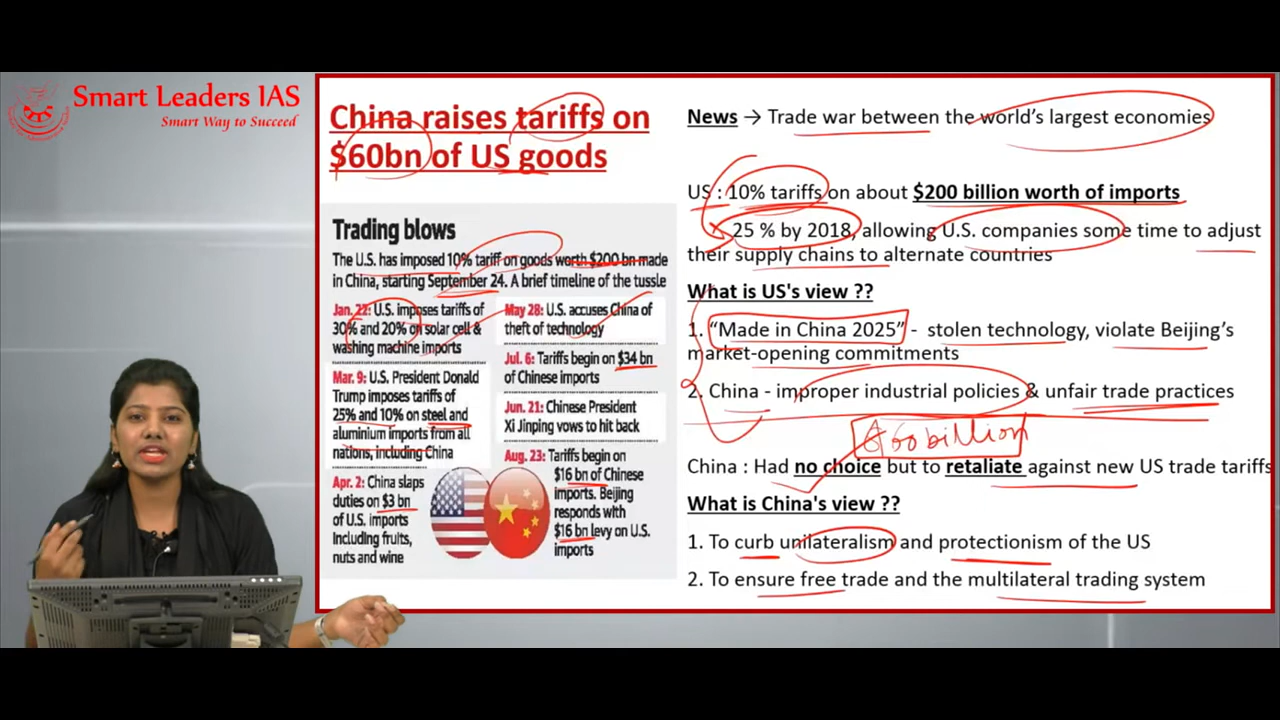 Smart Leaders IAS
Smart Way to Succeed
China raises tariffs on
$60bn of US goods
Trading blows
The U.S. has imposed 10% tariff on goods worth $200 bn made
in China, starting September 24. A brief timeline of the tussle
Jan. 22: U.S. imposes tariffs of
30% and 20% on solar cell &
washing machine imports
Mar. 9: U.S. President Donald
Trump imposes tariffs of
25% and 10% on steel and
aluminium imports from all
nations, including China
Apr. 2: China slaps
duties on $3 bn
of U.S. imports
including fruits,
nuts and wine
May 28: U.S. accuses China of
theft of technology
Jul. 6: Tariffs begin on $34 bn
of Chinese imports
Jun. 21: Chinese President
Xi Jinping vows to hit back
Aug. 23: Tariffs begin on
$16 bn of Chinese
imports. Beijing
responds with
$16 bn levy on U.S.
imports
News → Trade war between the world's largest economies
US : 10% tariffs on about $200 billion worth of imports
25 % by 2018, allowing U.S. companies some time to adjust
their supply chains to alternate countries
What is US's view ??
1. “Made in China 2025” - stolen technology, violate Beijing's
market-opening commitments
2. China - improper industrial policies & unfair trade practices
$60 billion
China : Had no choice but to retaliate against new US trade tariffs
What is China's view ??
1. To curb unilateralism and protectionism of the US
2. To ensure free trade and the multilateral trading system